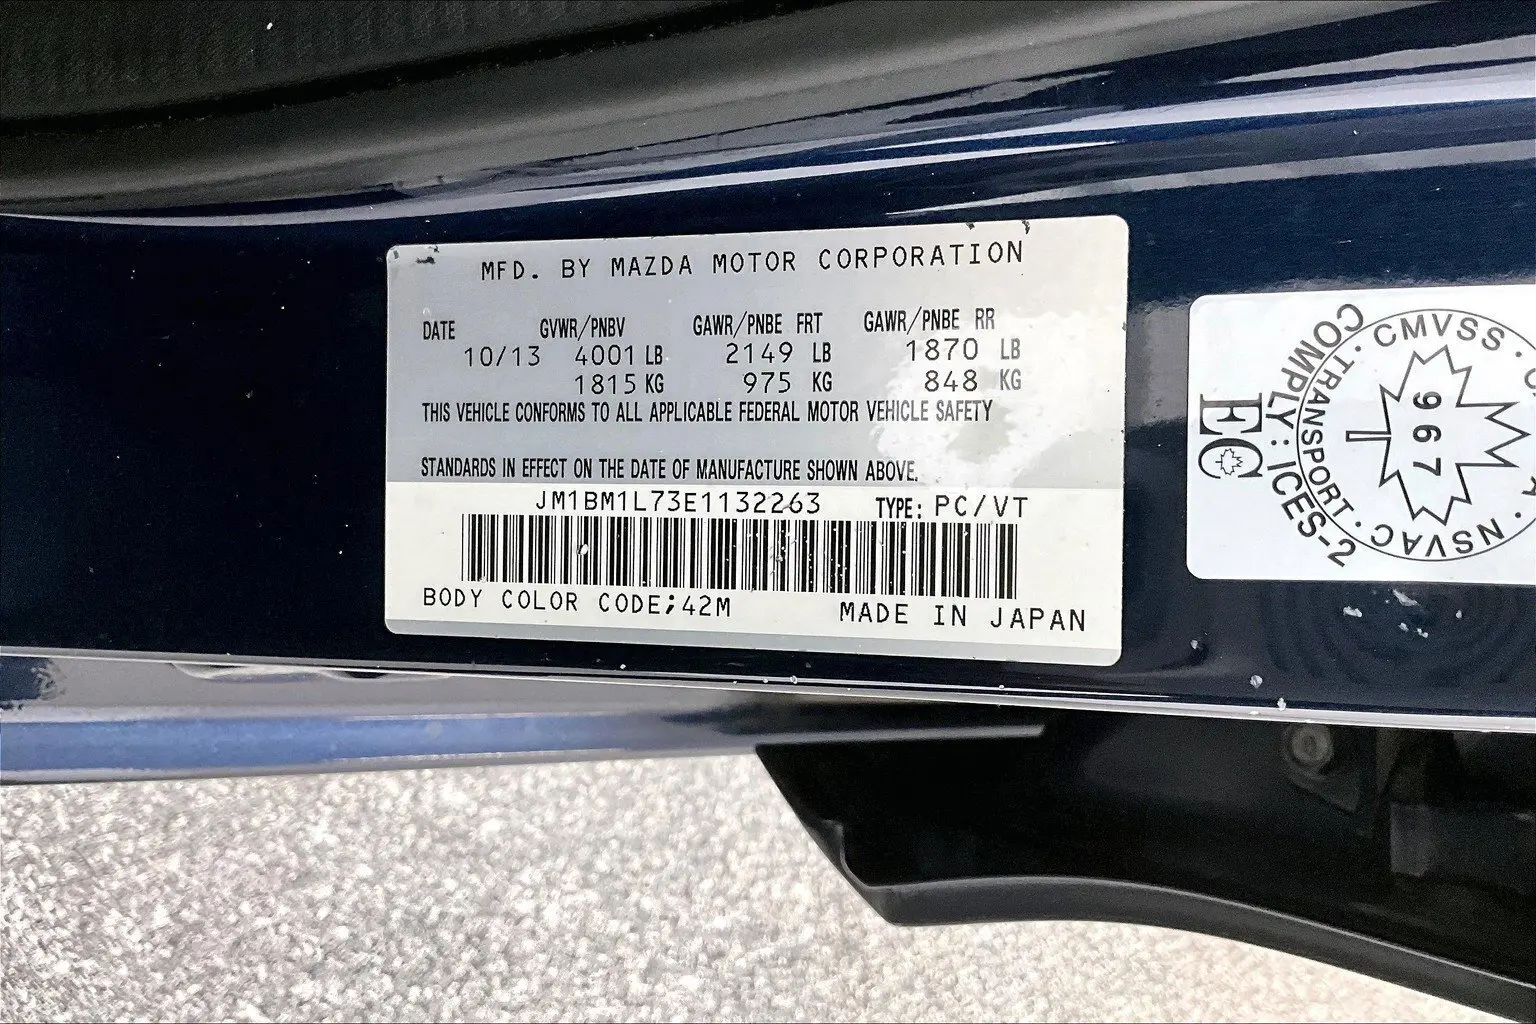 MFD. BY MAZDA MOTOR CORPORATION
DATE GVWR/PNBV GAWR/PNBE FRT GAWR/PNBE RR
10/13 4001 LB 2149 LB 1870 LB
1815 KG 975 KG 848 KG
THIS VEHICLE CONFORMS TO ALL APPLICABLE FEDERAL MOTOR VEHICLE SAFETY
STANDARDS IN EFFECT ON THE DATE OF MANUFACTURE SHOWN ABOVE.
JM1BM1L73E1132263 TYPE: PC/VT
BODY COLOR CODE;42M MADE IN JAPAN
EC
COMPLY: ICES-2
TRANSPORT
CMVSS
NSVAC
967